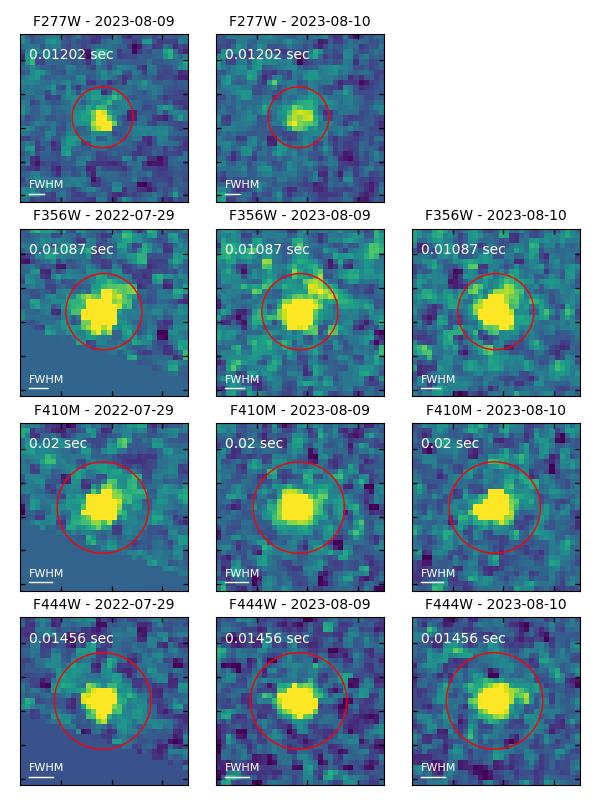 F277W - 2023-08-09
F277W - 2023-08-10
0.01202 sec
0.01202 sec
FWHM
FWHM
F356W - 2022-07-29
F356W - 2023-08-09
F356W - 2023-08-10
0.01087 sec
0.01087 sec
0.01087 sec
FWHM
FWHM
FWHM
F410M - 2022-07-29
F410M - 2023-08-09
F410M - 2023-08-10
0.02 sec
0.02 sec
0.02 sec
FWHM
FWHM
FWHM
F444W - 2022-07-29
F444W - 2023-08-09
F444W - 2023-08-10
0.01456 sec
0.01456 sec
0.01456 sec
FWHM
FWHM
FWHM